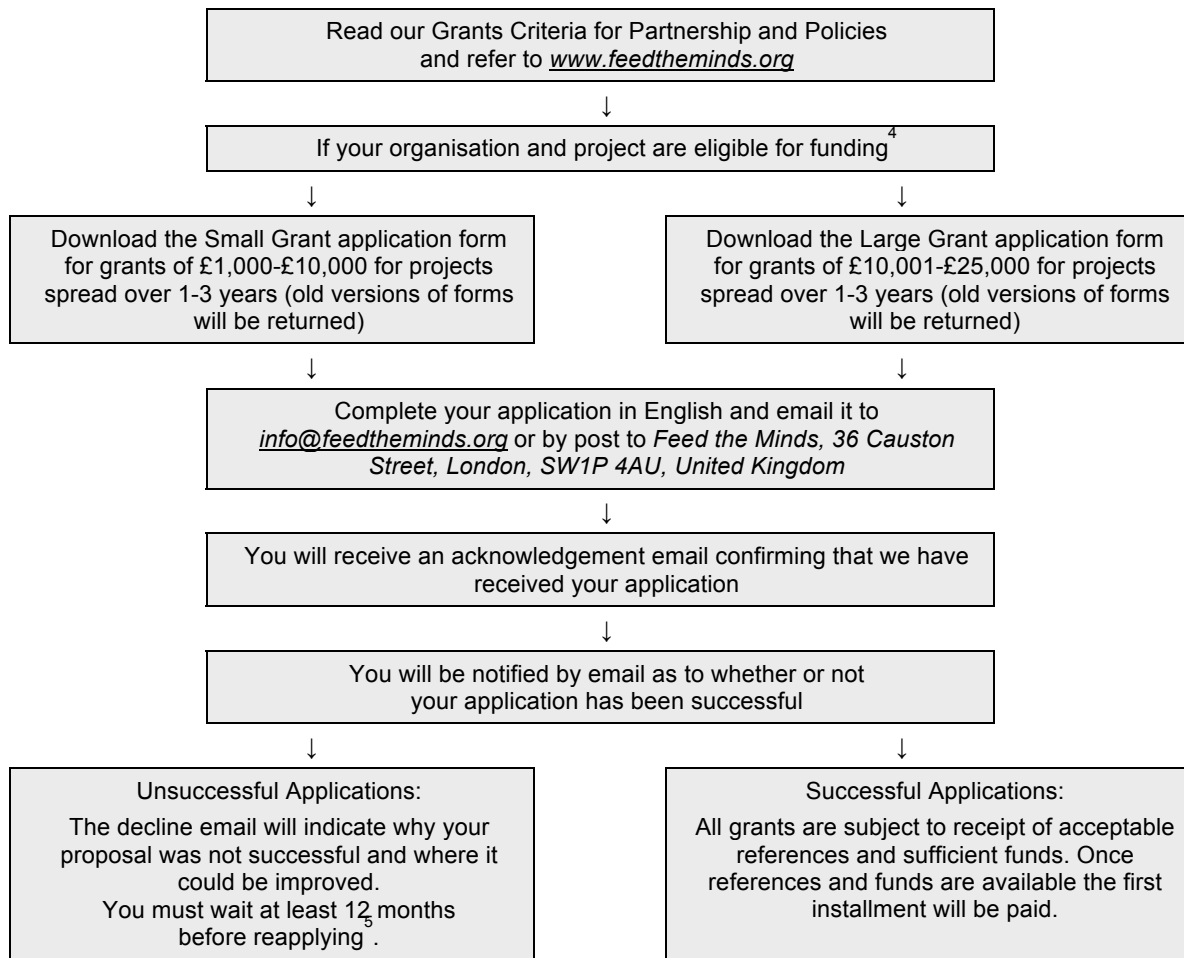 Read our Grants Criteria for Partnership and Policies
and refer to www.feedtheminds.org
↓
If your organisation and project are eligible for funding4
↓ ↓
Download the Small Grant application form
for grants of £1,000-£10,000 for projects
spread over 1-3 years (old versions of forms
will be returned)
Download the Large Grant application form
for grants of £10,001-£25,000 for projects
spread over 1-3 years (old versions of forms
will be returned)
↓ ↓
Complete your application in English and email it to
info@feedtheminds.org or by post to Feed the Minds, 36 Causton
Street, London, SW1P 4AU, United Kingdom
↓
You will receive an acknowledgement email confirming that we have
received your application
↓
You will be notified by email as to whether or not
your application has been successful
↓ ↓
Unsuccessful Applications:
The decline email will indicate why your
proposal was not successful and where it
could be improved.
You must wait at least 12 months
before reapplying5.
Successful Applications:
All grants are subject to receipt of acceptable
references and sufficient funds. Once
references and funds are available the first
installment will be paid.